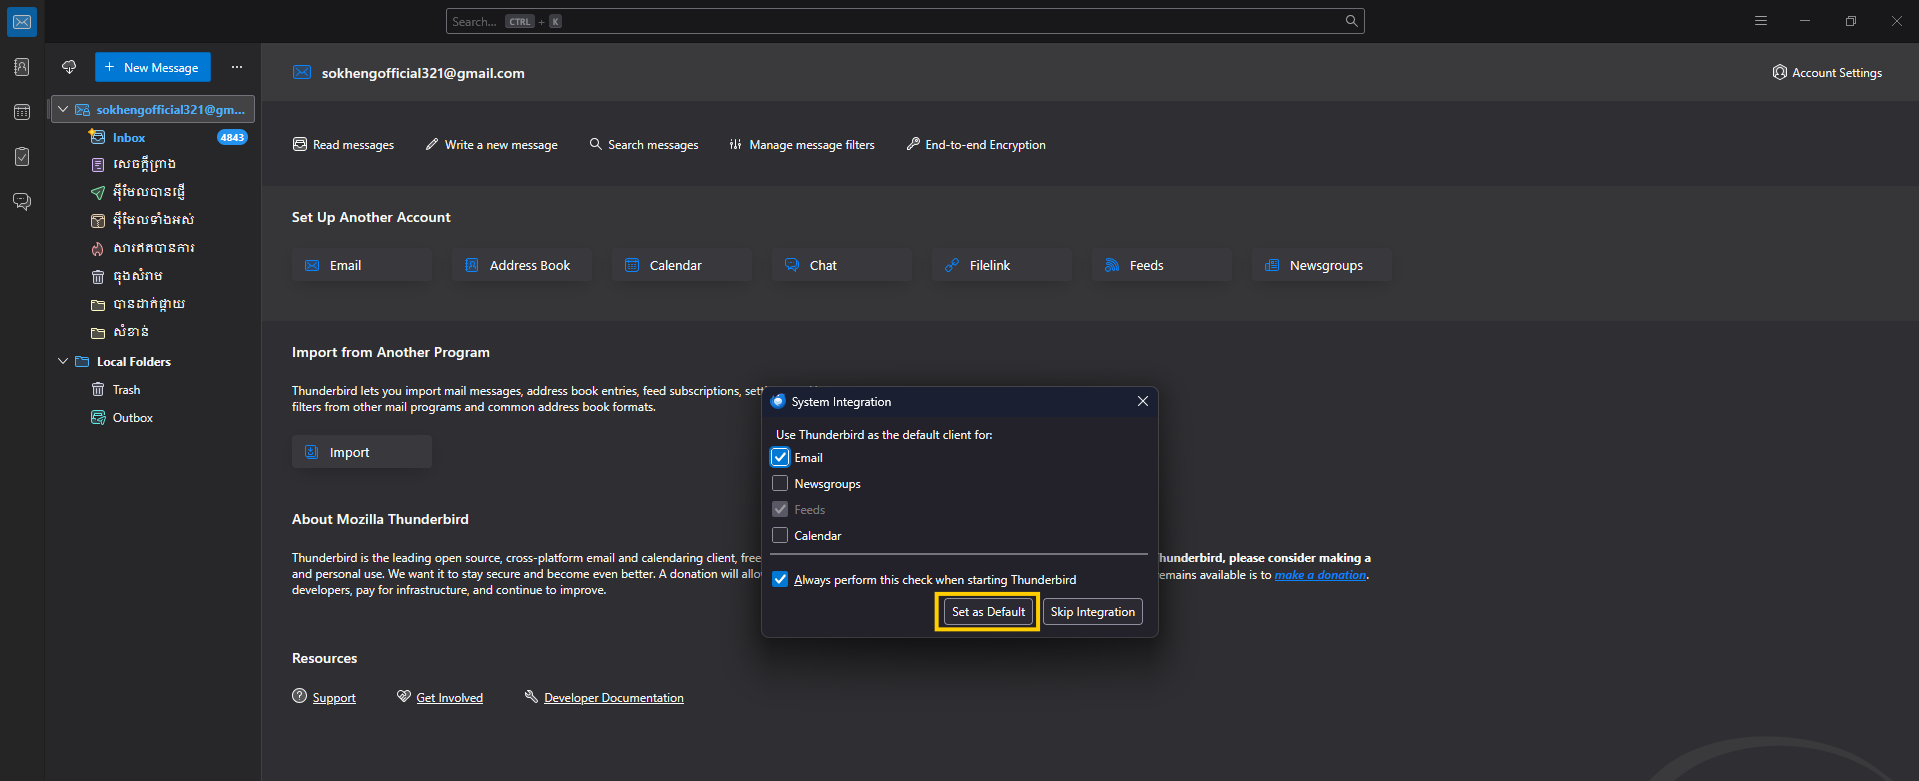 Search... CTRL + K
New Message
sokhengofficial321@gm...
Inbox 4843
សេចក្ដីព្រាង
អ៊ីមែលបានផ្ញើ
អ៊ីមែលទាំងអស់
សារឥតបានការ
ធុងសំរាម
បានដាក់ផ្កាយ
សំខាន់
Local Folders
Trash
Outbox
sokhengofficial321@gmail.com
Account Settings
Read messages Write a new message Search messages Manage message filters End-to-end Encryption
Set Up Another Account
Email Address Book Calendar Chat Filelink Feeds Newsgroups
Import from Another Program
Thunderbird lets you import mail messages, address book entries, feed subscriptions,
filters from other mail programs and common address book formats.
Import
About Mozilla Thunderbird
Thunderbird is the leading open source, cross-platform email and calendaring client, free
and personal use. We want it to stay secure and become even better. A donation will
developers, pay for infrastructure, and continue to improve.
hunderbird, please consider making a
emains available is to make a donation.
Resources
Support Get Involved Developer Documentation
System Integration
Use Thunderbird as the default client for:
Email
Newsgroups
Feeds
Calendar
Always perform this check when starting Thunderbird
Set as Default Skip Integration